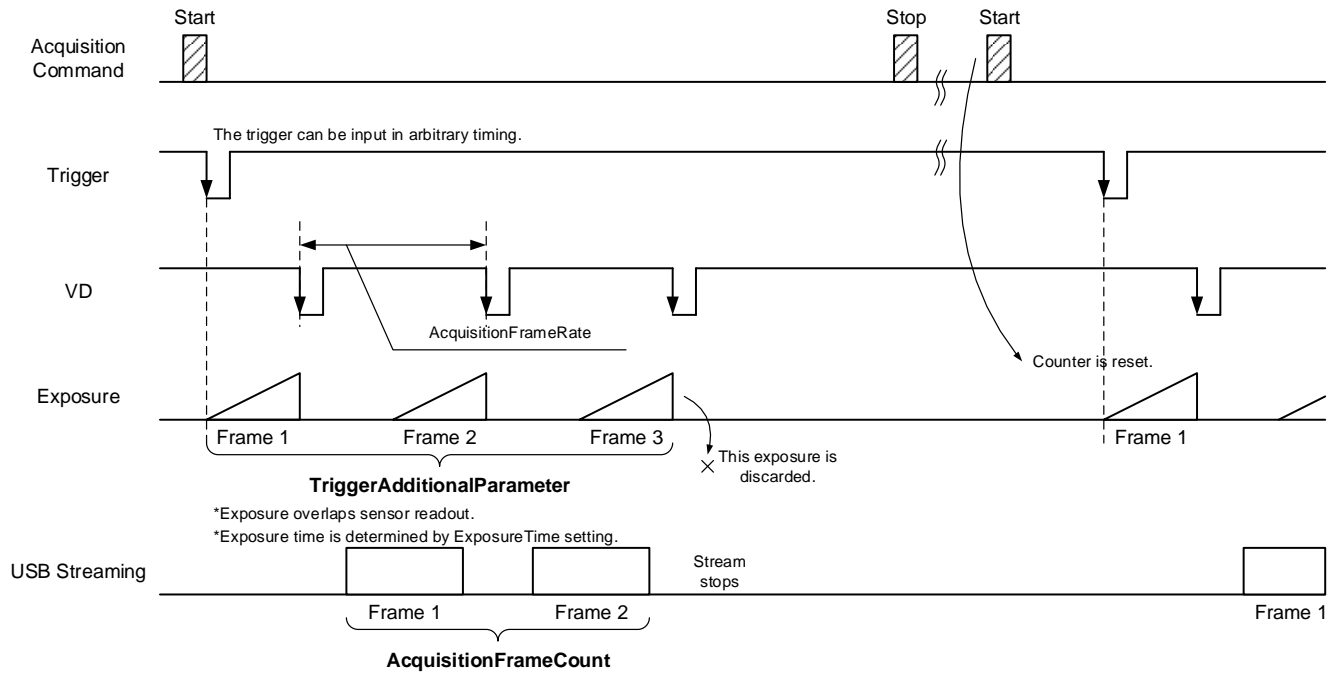 Start
Stop
Start
Acquisition
Command
The trigger can be input in arbitrary timing.
Trigger
VD
AcquisitionFrameRate
Counter is reset.
Exposure
Frame 1
Frame 2
Frame 3
Frame 1
This exposure is
discarded.
TriggerAdditionalParameter
*Exposure overlaps sensor readout.
*Exposure time is determined by ExposureTime setting.
USB Streaming
Stream
stops
Frame 1
Frame 2
Frame 1
AcquisitionFrameCount